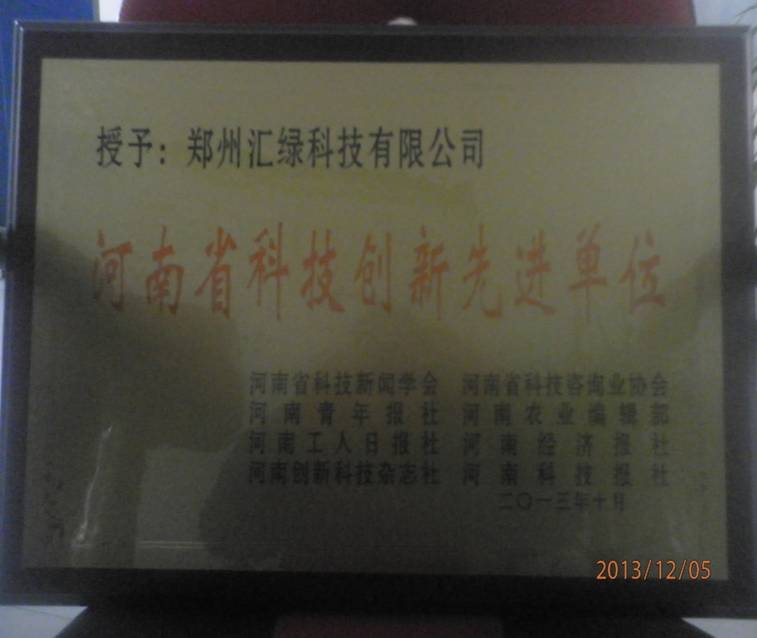 授予：郑州汇绿科技有限公司
河南省科技创新先进单位
河南省科技新闻学会 河南省科技咨询业协会
河南青年报社 河南农业编辑部
河南工人日报社 河南经济报社
河南创新科技杂志社 河南科技报社
二〇一三年十月
2013/12/05